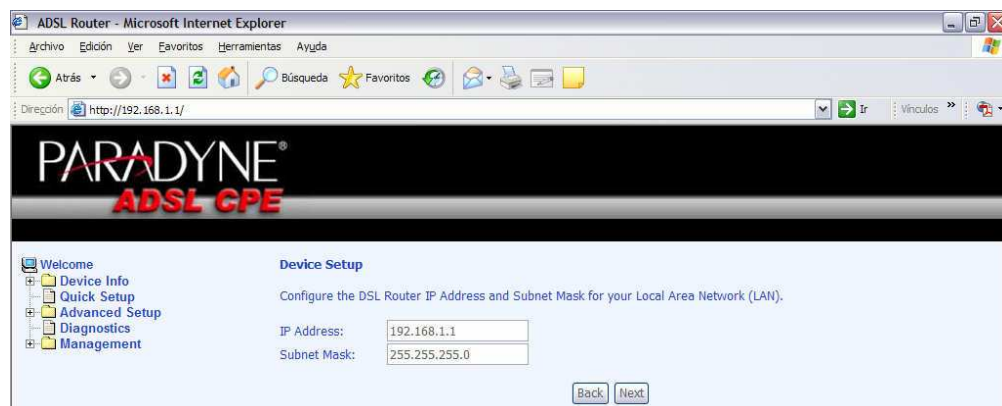 ADSL Router - Microsoft Internet Explorer
Archivo Edición Ver Favoritos Herramientas Ayuda
Atrás Búsqueda Favoritos
Dirección http://192.168.1.1/ Ir Vínculos »
PARADYNE®
ADSL CPE
Welcome
Device Info
Quick Setup
Advanced Setup
Diagnostics
Management
Device Setup
Configure the DSL Router IP Address and Subnet Mask for your Local Area Network (LAN).
IP Address: 192.168.1.1
Subnet Mask: 255.255.255.0
Back Next